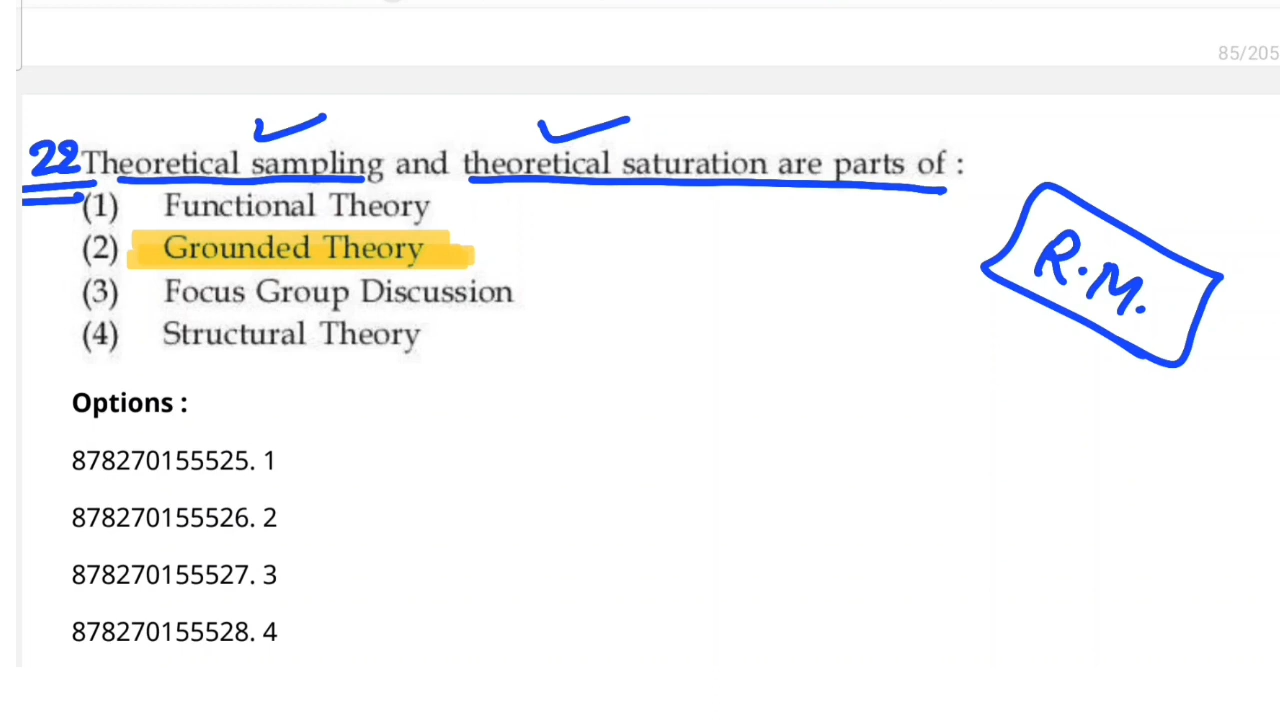 85/205
22 Theoretical sampling and theoretical saturation are parts of :
(1) Functional Theory
(2) Grounded Theory
R.M.
(3) Focus Group Discussion
(4) Structural Theory
Options :
878270155525. 1
878270155526. 2
878270155527. 3
878270155528. 4